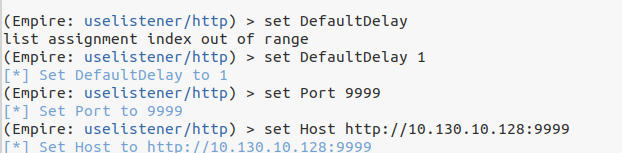 (Empire: uselistener/http) > set DefaultDelay
list assignment index out of range
(Empire: uselistener/http) > set DefaultDelay 1
[*] Set DefaultDelay to 1
(Empire: uselistener/http) > set Port 9999
[*] Set Port to 9999
(Empire: uselistener/http) > set Host http://10.130.10.128:9999
[*] Set Host to http://10.130.10.128:9999